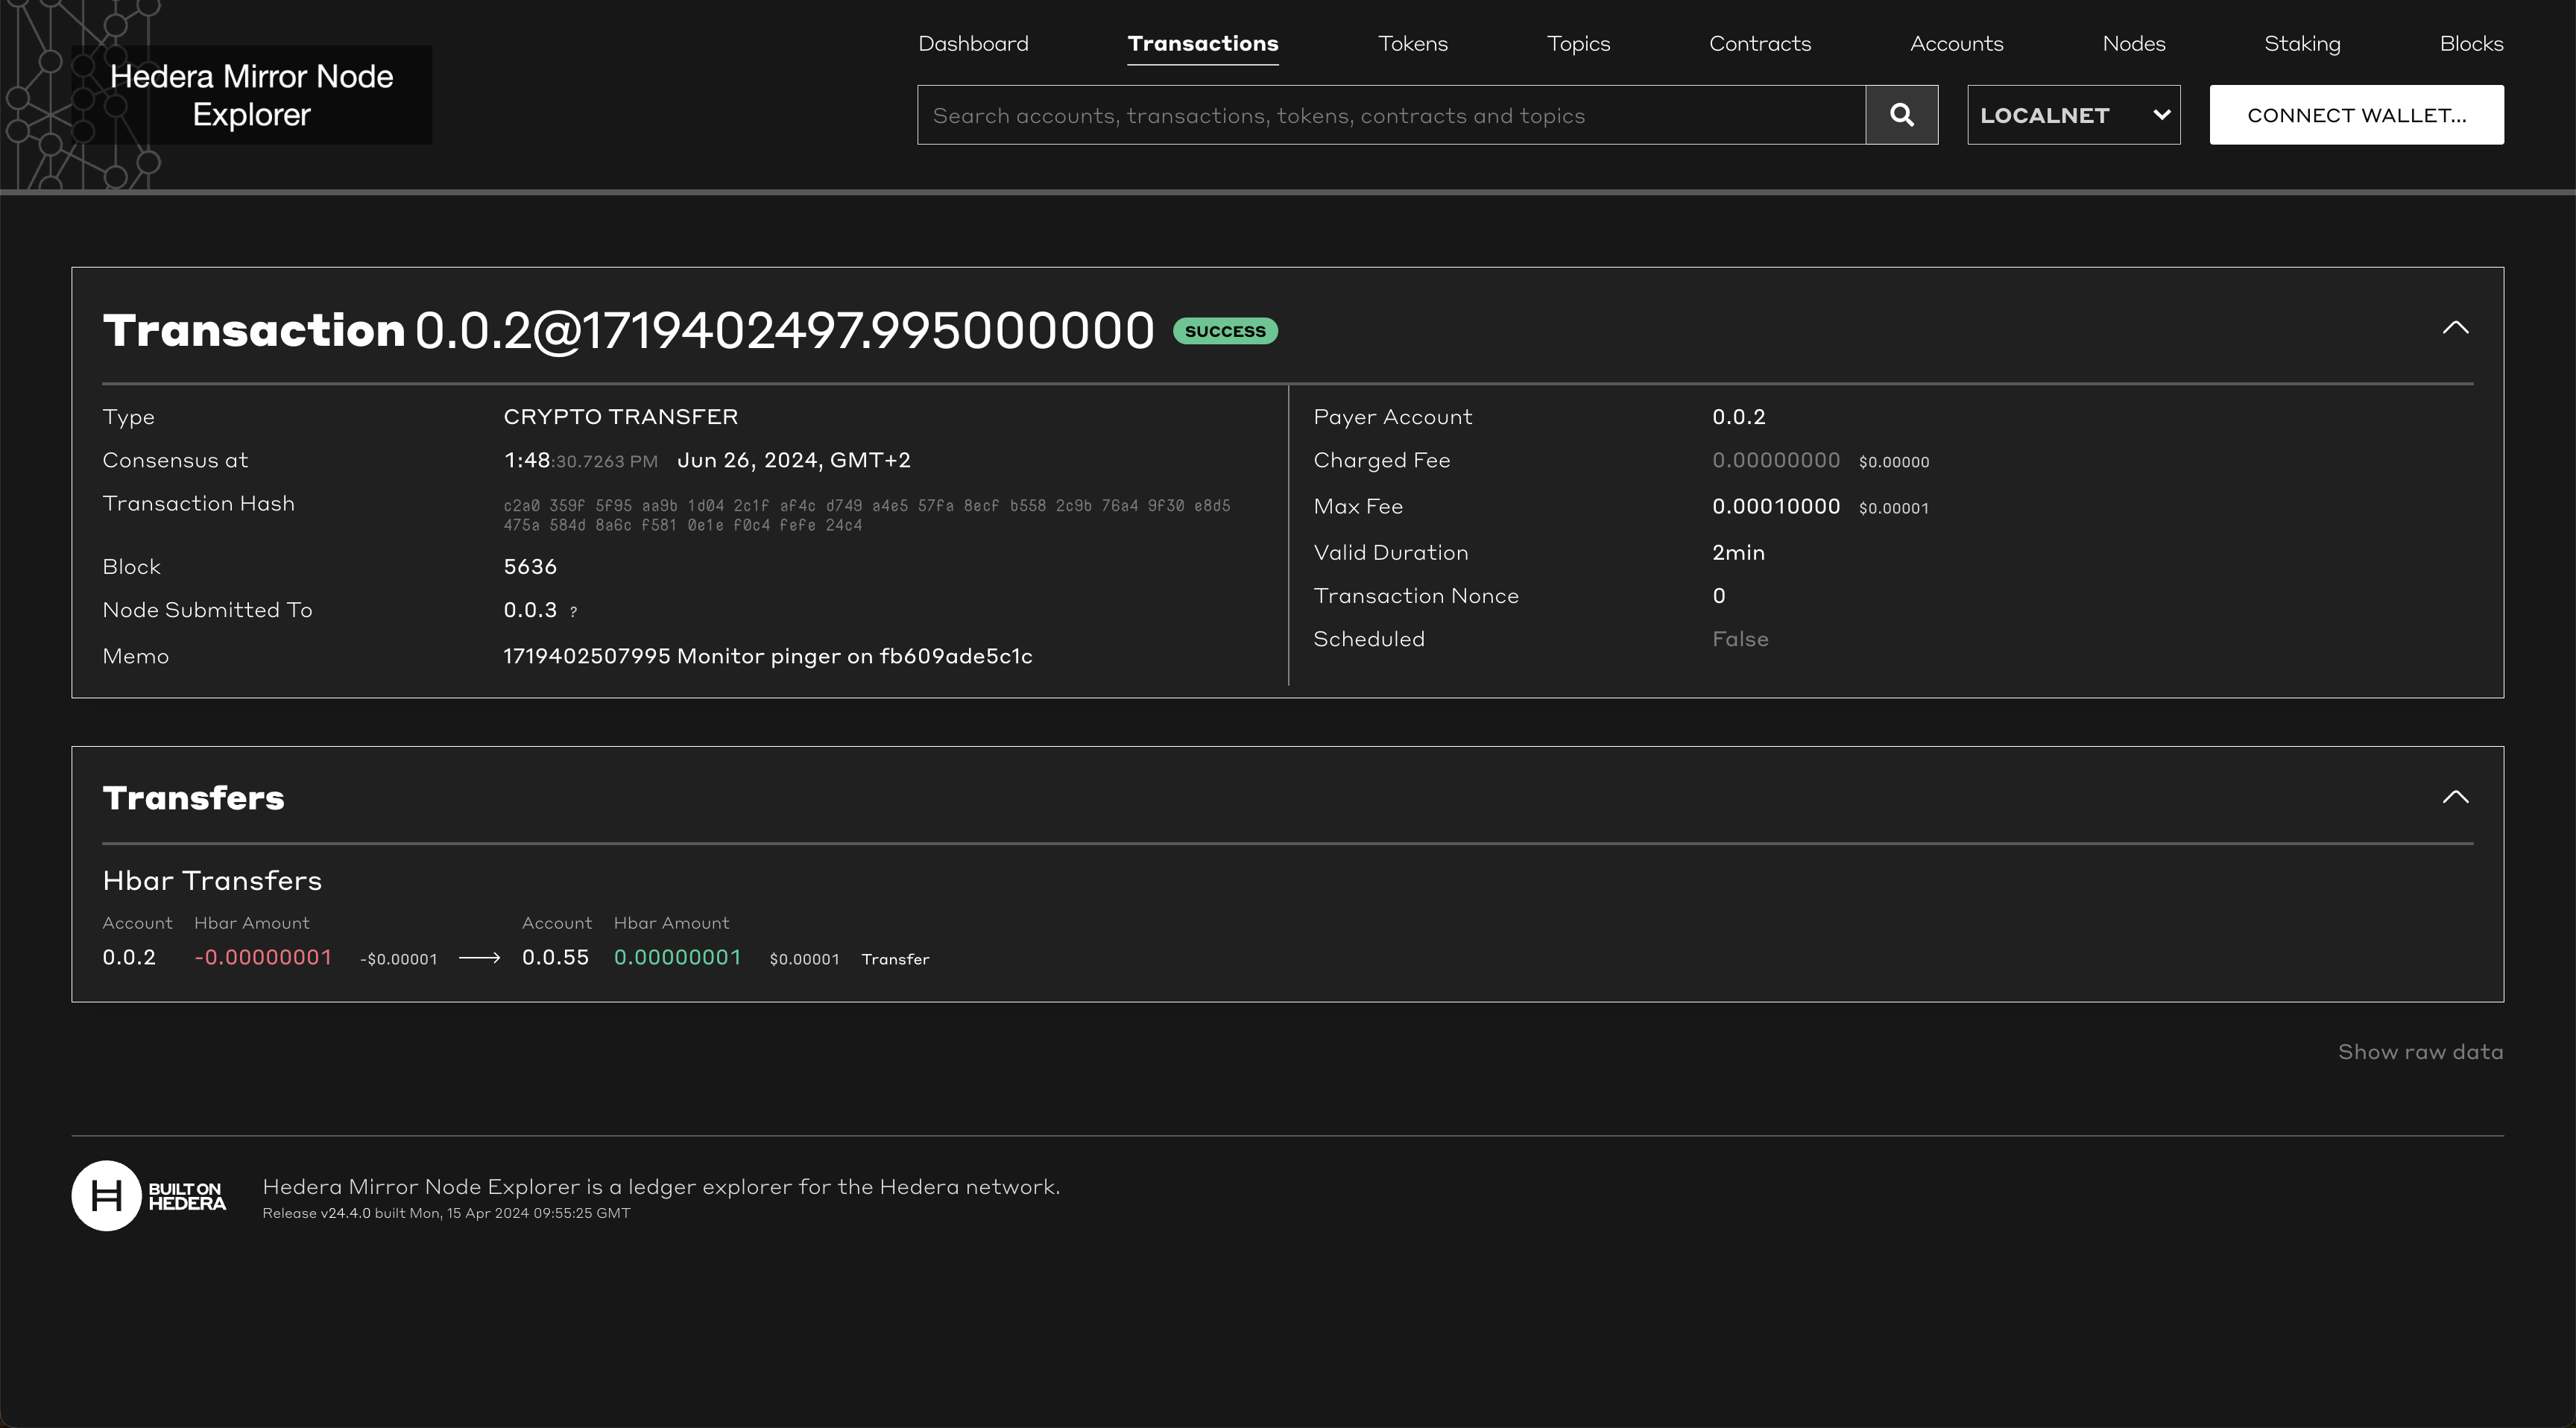 Hedera Mirror Node
Explorer
Dashboard Transactions Tokens Topics Contracts Accounts Nodes Staking Blocks
Search accounts, transactions, tokens, contracts and topics
LOCALNET
CONNECT WALLET...
Transaction 0.0.2@1719402497.995000000 SUCCESS
Type CRYPTO TRANSFER
Consensus at 1:48:30.7263 PM Jun 26, 2024, GMT+2
Transaction Hash c2a0 359f 5f95 aa9b 1d04 2c1f af4c d749 a4e5 57fa 8ecf b558 2c9b 76a4 9f30 e8d5
475a 584d 8a6c f581 0e1e f0c4 fefe 24c4
Block 5636
Node Submitted To 0.0.3 ?
Memo 1719402507995 Monitor pinger on fb609ade5c1c
Payer Account 0.0.2
Charged Fee 0.00000000 $0.00000
Max Fee 0.00010000 $0.00001
Valid Duration 2min
Transaction Nonce 0
Scheduled False
Transfers
Hbar Transfers
Account Hbar Amount Account Hbar Amount
0.0.2 -0.00000001 -$0.00001 0.0.55 0.00000001 $0.00001 Transfer
Show raw data
H
BUILT ON
HEDERA
Hedera Mirror Node Explorer is a ledger explorer for the Hedera network.
Release v24.4.0 built Mon, 15 Apr 2024 09:55:25 GMT